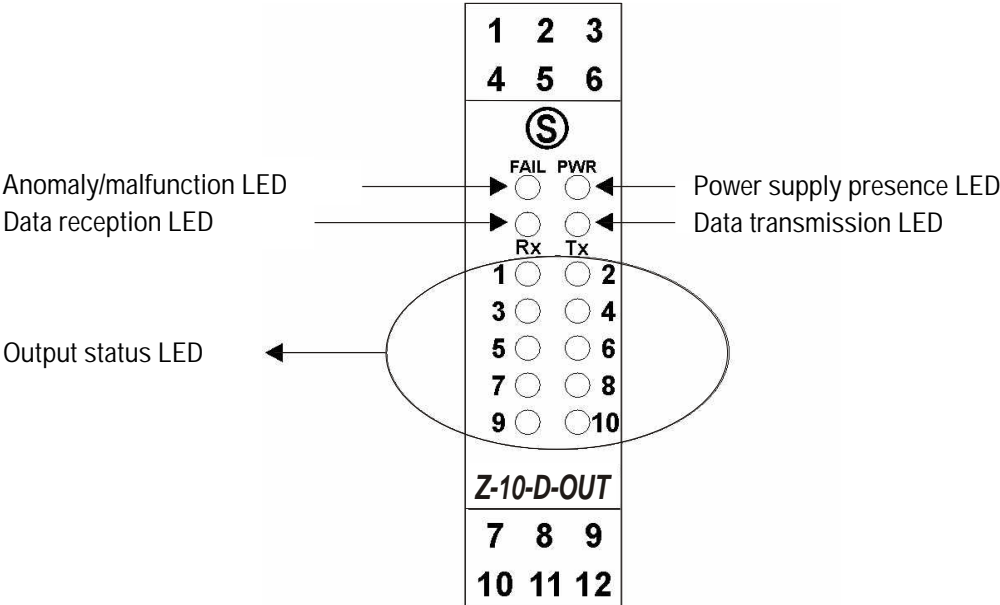 1 2 3
4 5 6
S
FAIL PWR
Anomaly/malfunction LED
Power supply presence LED
Data reception LED
Data transmission LED
Rx Tx
1 2
3 4
Output status LED
5 6
7 8
9 10
Z-10-D-OUT
7 8 9
10 11 12